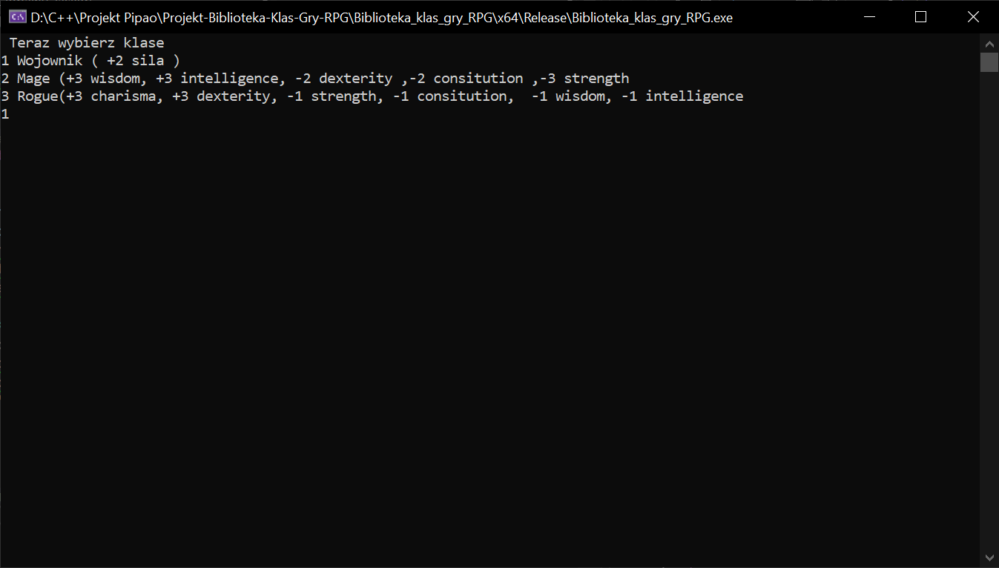 D:\C++\Projekt Pipao\Projekt-Biblioteka-Klas-Gry-RPG\Biblioteka_klas_gry_RPG\x64\Release\Biblioteka_klas_gry_RPG.exe
Teraz wybierz klase
1 Wojownik ( +2 sila )
2 Mage (+3 wisdom, +3 intelligence, -2 dexterity ,-2 consitution ,-3 strength
3 Rogue(+3 charisma, +3 dexterity, -1 strength, -1 consitution,  -1 wisdom, -1 intelligence
1